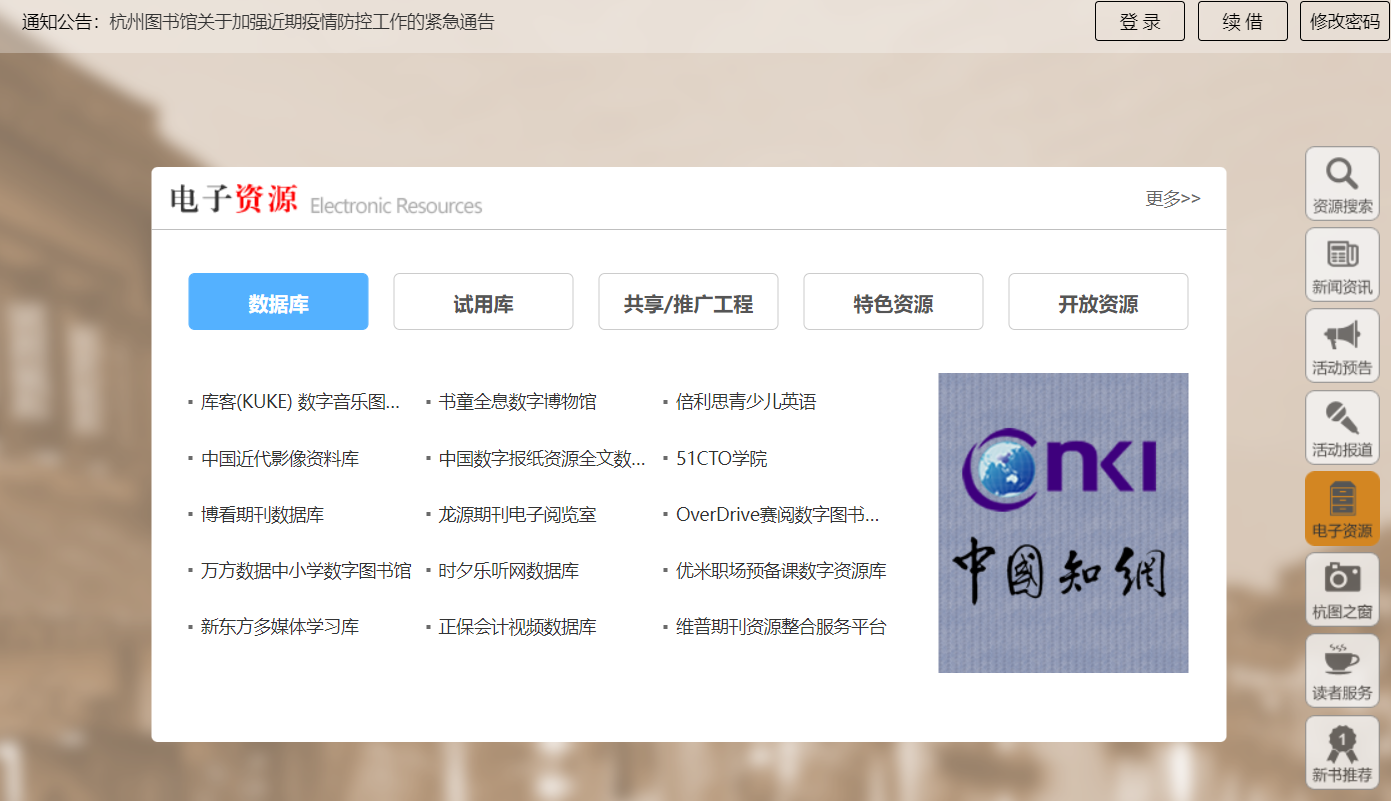 通知公告：杭州图书馆关于加强近期疫情防控工作的紧急通告
登 录
续 借
修改密码
电子资源 Electronic Resources
更多>>
数据库
试用库
共享/推广工程
特色资源
开放资源
库客(KUKE) 数字音乐图...
书童全息数字博物馆
倍利思青少儿英语
中国近代影像资料库
中国数字报纸资源全文数...
51CTO学院
博看期刊数据库
龙源期刊电子阅览室
OverDrive赛阅数字图书...
万方数据中小学数字图书馆
时夕乐听网数据库
优米职场预备课数字资源库
新东方多媒体学习库
正保会计视频数据库
维普期刊资源整合服务平台
CNKI
中國知網
资源搜索
新闻资讯
活动预告
活动报道
电子资源
杭图之窗
读者服务
1
新书推荐